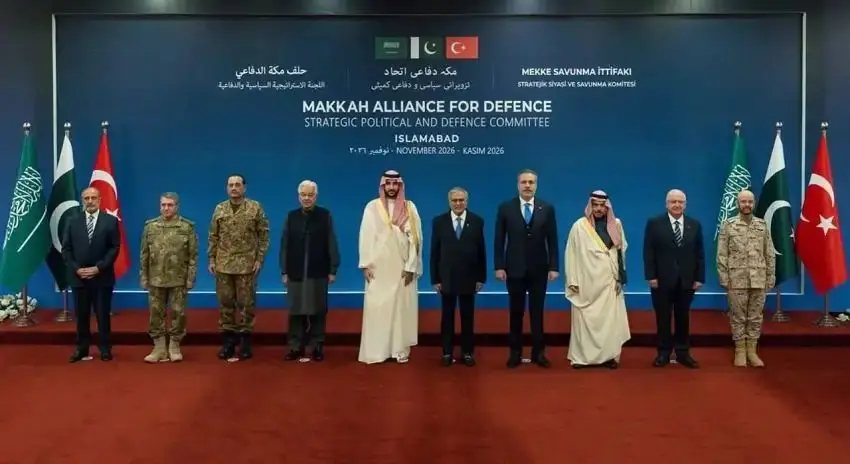 حلف مكة الدفاعي
اللجنة الاستراتيجية السياسية والدفاعية
مکہ دفاعی اتحاد
تزویراتی سیاسی و دفاعی کمیٹی
MEKKE SAVUNMA İTTİFAKI
STRATEJİK SİYASİ VE SAVUNMA KOMİTESİ
MAKKAH ALLIANCE FOR DEFENCE
STRATEGIC POLITICAL AND DEFENCE COMMITTEE
ISLAMABAD
نوفمبر ٢٠٢٦ - NOVEMBER 2026 - KASIM 2026